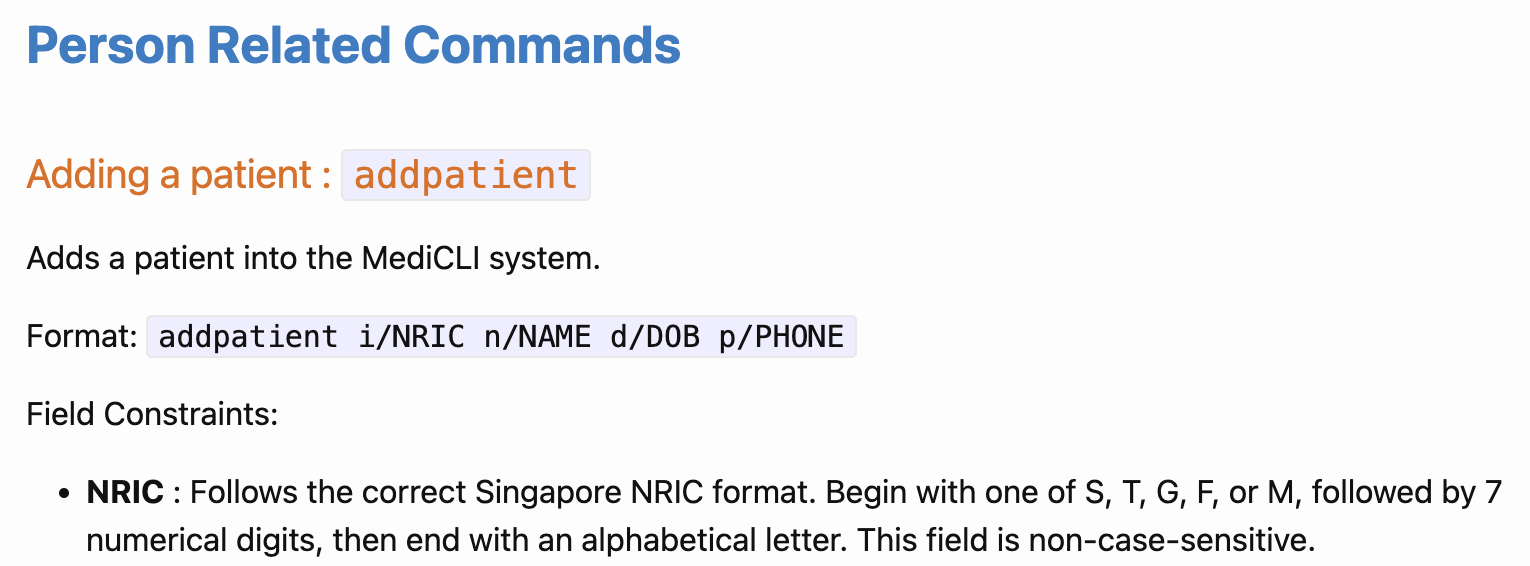 Person Related Commands
Adding a patient : addpatient
Adds a patient into the MediCLI system.
Format: addpatient i/NRIC n/NAME d/DOB p/PHONE
Field Constraints:
• NRIC : Follows the correct Singapore NRIC format. Begin with one of S, T, G, F, or M, followed by 7
numerical digits, then end with an alphabetical letter. This field is non-case-sensitive.